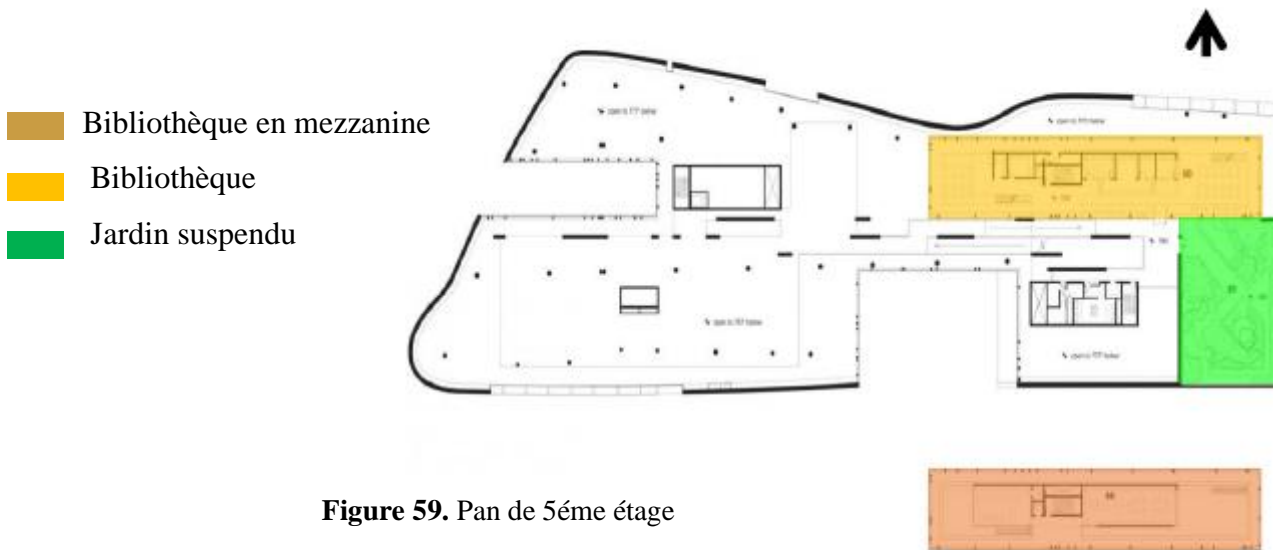 Bibliothèque en mezzanine
Bibliothèque
Jardin suspendu
Figure 59. Pan de 5éme étage